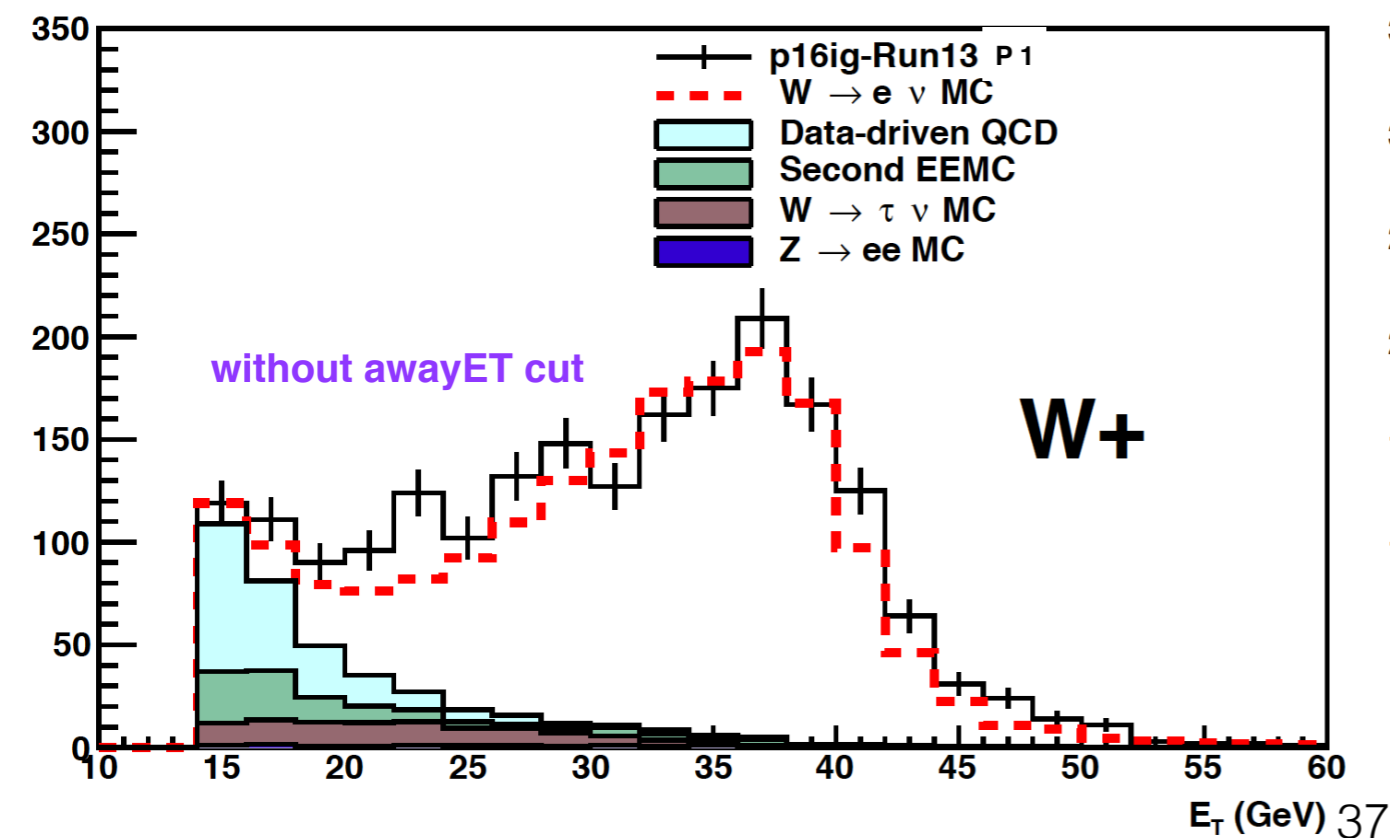 350
300
250
200
150
100
50
0
p16ig-Run13 P 1
W → e ν MC
Data-driven QCD
Second EEMC
W → τ ν MC
Z → ee MC
without awayET cut
W+
10 15 20 25 30 35 40 45 50 55 60
E_T (GeV) 37